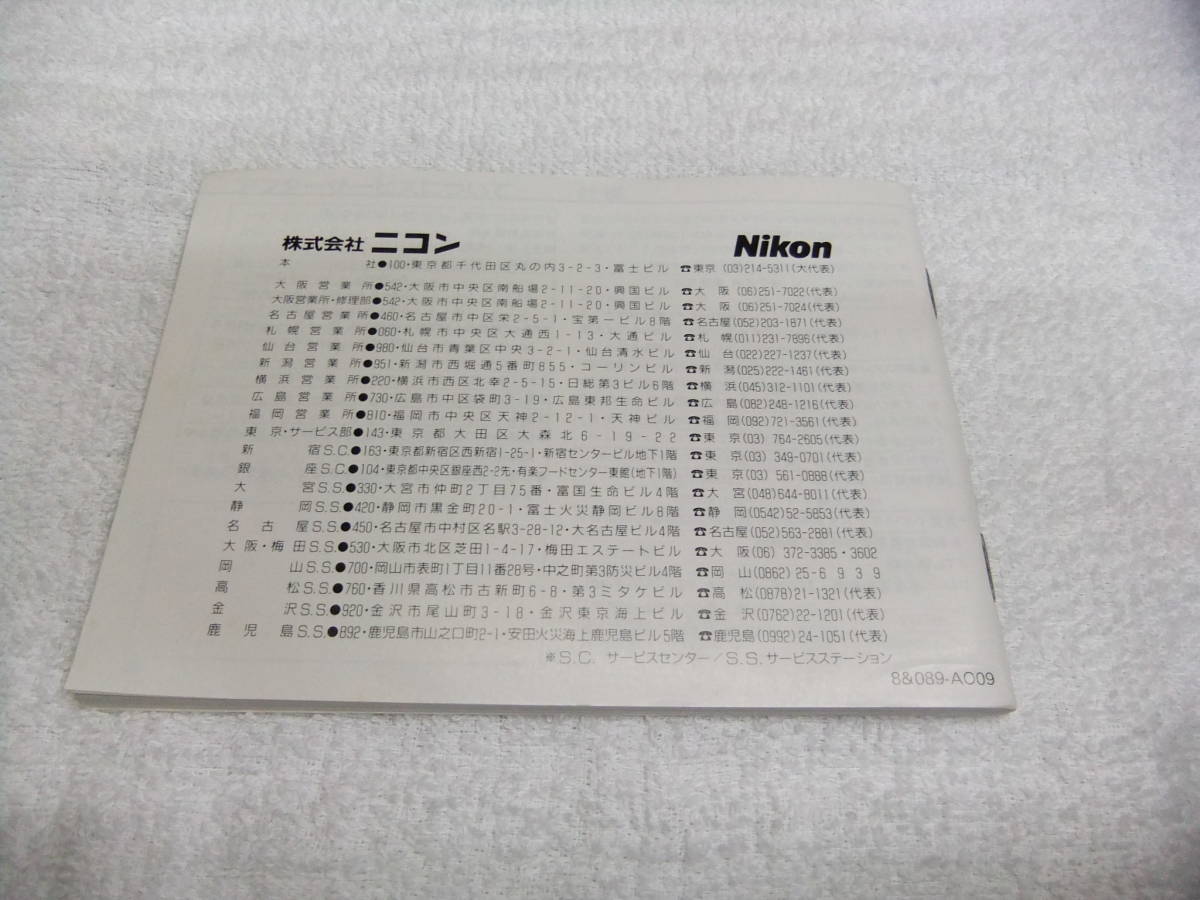 株式会社 ニコン Nikon
本社●100・東京都千代田区丸の内3-2-3・富士ビル ☎東京 (03)214-5311(大代表)
大阪営業所●542・大阪市中央区南船場2-11-20・興国ビル ☎大阪(06)251-7022(代表)
大阪営業所・修理部●542・大阪市中央区南船場2-11-20・興国ビル ☎大阪(06)251-7024(代表)
名古屋営業所●460・名古屋市中区栄2-5-1・宝第一ビル8階 ☎名古屋(052)203-1871(代表)
札幌営業所●060・札幌市中央区大通西1-13・大通ビル ☎札幌(011)231-7896(代表)
仙台営業所●980・仙台市青葉区中央3-2-1・仙台清水ビル ☎仙台(022)227-1237(代表)
新潟営業所●951・新潟市西堀通5番町855・コーリンビル ☎新潟(025)222-1461(代表)
横浜営業所●220・横浜市西区北幸2-5-15・日総第3ビル6階 ☎横浜(045)312-1101(代表)
広島営業所●730・広島市中区袋町3-19・広島東邦生命ビル ☎広島(082)248-1216(代表)
福岡営業所●810・福岡市中央区天神2-12-1・天神ビル ☎福岡(092)721-3561(代表)
東京・サービス部●143・東京都大田区大森北6-19-22 ☎東京(03) 764-2605(代表)
新宿S.C.●163・東京都新宿区西新宿1-25-1・新宿センタービル地下1階 ☎東京(03) 349-0701(代表)
銀座S.C.●104・東京都中央区銀座西2-2先・有楽フードセンター東館(地下1階) ☎東京(03) 561-0888(代表)
大宮S.S.●330・大宮市仲町2丁目75番・富国生命ビル4階 ☎大宮(048)644-8011(代表)
静岡S.S.●420・静岡市黒金町20-1・富士火災静岡ビル8階 ☎静岡(0542)52-5853(代表)
名古屋S.S.●450・名古屋市中村区名駅3-28-12・大名古屋ビル4階 ☎名古屋(052)563-2881(代表)
大阪・梅田S.S.●530・大阪市北区芝田1-4-17・梅田エステートビル ☎大阪(06) 372-3385・3602
岡山S.S.●700・岡山市表町1丁目11番28号・中之町第3防災ビル4階 ☎岡山(0862)25-6939
高松S.S.●760・香川県高松市古新町6-8・第3ミタケビル ☎高松(0878)21-1321(代表)
金沢S.S.●920・金沢市尾山町3-18・金沢東京海上ビル ☎金沢(0762)22-1201(代表)
鹿児島S.S.●892・鹿児島市山之口町2-1・安田火災海上鹿児島ビル5階 ☎鹿児島(0992)24-1051(代表)
※S.C. サービスセンター/S.S. サービスステーション
8&089-A009